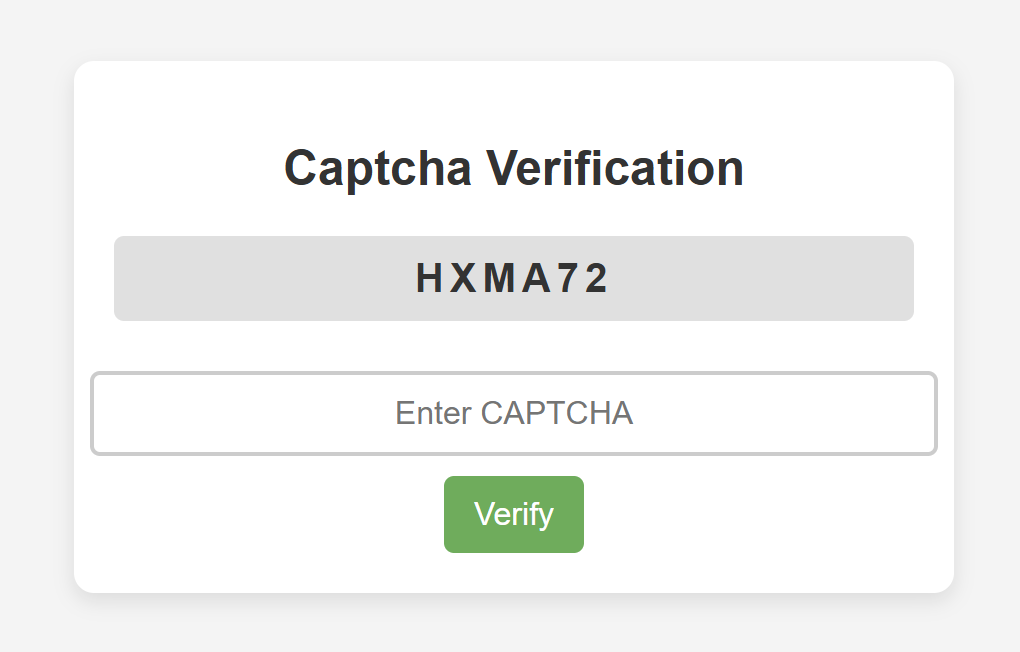 Captcha Verification
HXMA72
Enter CAPTCHA
Verify